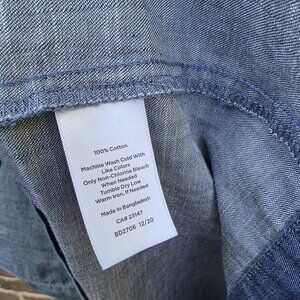 100% Cotton
Machine Wash Cold With
Like Colors
Only Non-Chlorine Bleach
When Needed
Tumble Dry Low
Warm Iron, If Needed
Made in Bangladesh
CA# 23147
BD2706 12/20